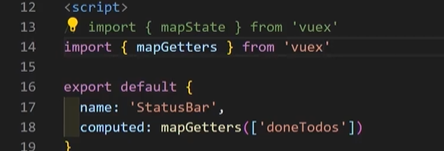 12 <script>
13 // import { mapState } from 'vuex'
14 import { mapGetters } from 'vuex'
15
16 export default {
17 name: 'StatusBar',
18 computed: mapGetters(['doneTodos'])
19 }